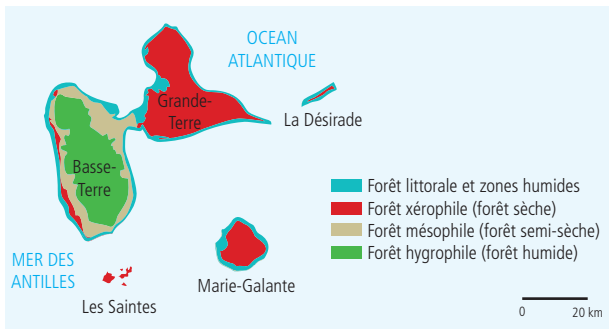 OCEAN
ATLANTIQUE
Grande-
Terre
La Désirade
Basse-
Terre
Forêt littorale et zones humides
Forêt xérophile (forêt sèche)
Forêt mésophile (forêt semi-sèche)
Forêt hygrophile (forêt humide)
MER DES
ANTILLES
Les Saintes
Marie-Galante
0 20 km